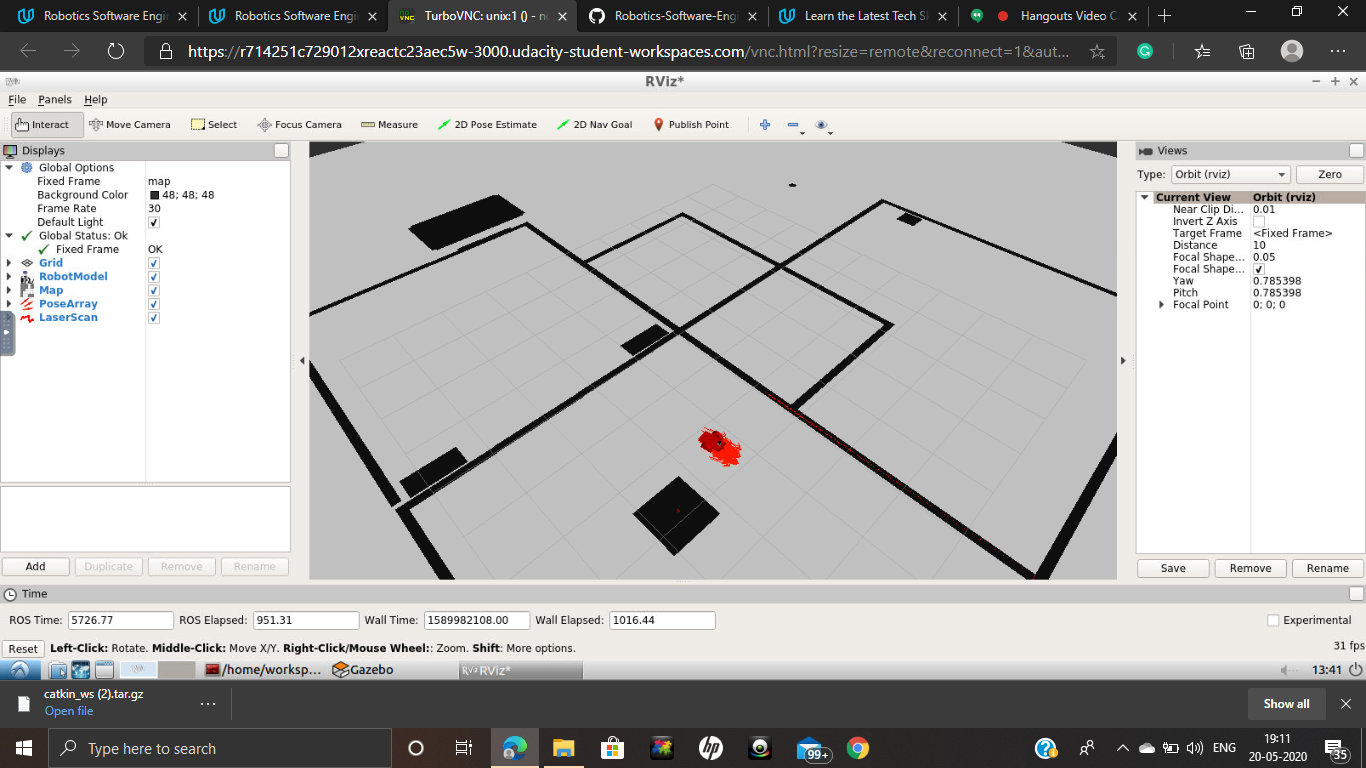 Robotics Software Engi
Robotics Software Engi
TurboVNC: unix:1 () - no
Robotics-Software-Engi
Learn the Latest Tech Sk
Hangouts Video C
https://r714251c729012xreactc23aec5w-3000.udacity-student-workspaces.com/vnc.html?resize=remote&reconnect=1&aut...
RViz*
File Panels Help
Interact Move Camera Select Focus Camera Measure 2D Pose Estimate 2D Nav Goal Publish Point
Displays
Global Options
Fixed Frame map
Background Color 48; 48; 48
Frame Rate 30
Default Light
Global Status: Ok
Fixed Frame OK
Grid
RobotModel
Map
PoseArray
LaserScan
Add Duplicate Remove Rename
Views
Type: Orbit (rviz) Zero
Current View Orbit (rviz)
Near Clip Di... 0.01
Invert Z Axis
Target Frame <Fixed Frame>
Distance 10
Focal Shape... 0.05
Focal Shape...
Yaw 0.785398
Pitch 0.785398
Focal Point 0; 0; 0
Save Remove Rename
Time
ROS Time: 5726.77 ROS Elapsed: 951.31 Wall Time: 1589982108.00 Wall Elapsed: 1016.44 Experimental
Reset Left-Click: Rotate. Middle-Click: Move X/Y. Right-Click/Mouse Wheel:: Zoom. Shift: More options. 31 fps
/home/worksp... Gazebo RViz* 13:41
catkin_ws (2).tar.gz
Open file
Show all
Type here to search
99+
ENG
19:11
20-05-2020
35